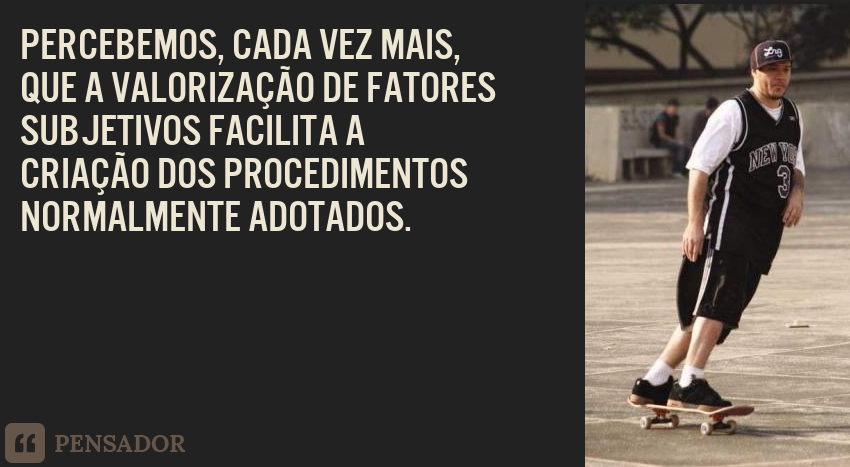 PERCEBEMOS, CADA VEZ MAIS,
QUE A VALORIZAÇÃO DE FATORES
SUBJETIVOS FACILITA A
CRIAÇÃO DOS PROCEDIMENTOS
NORMALMENTE ADOTADOS.
NEW YORK
3
PENSADOR